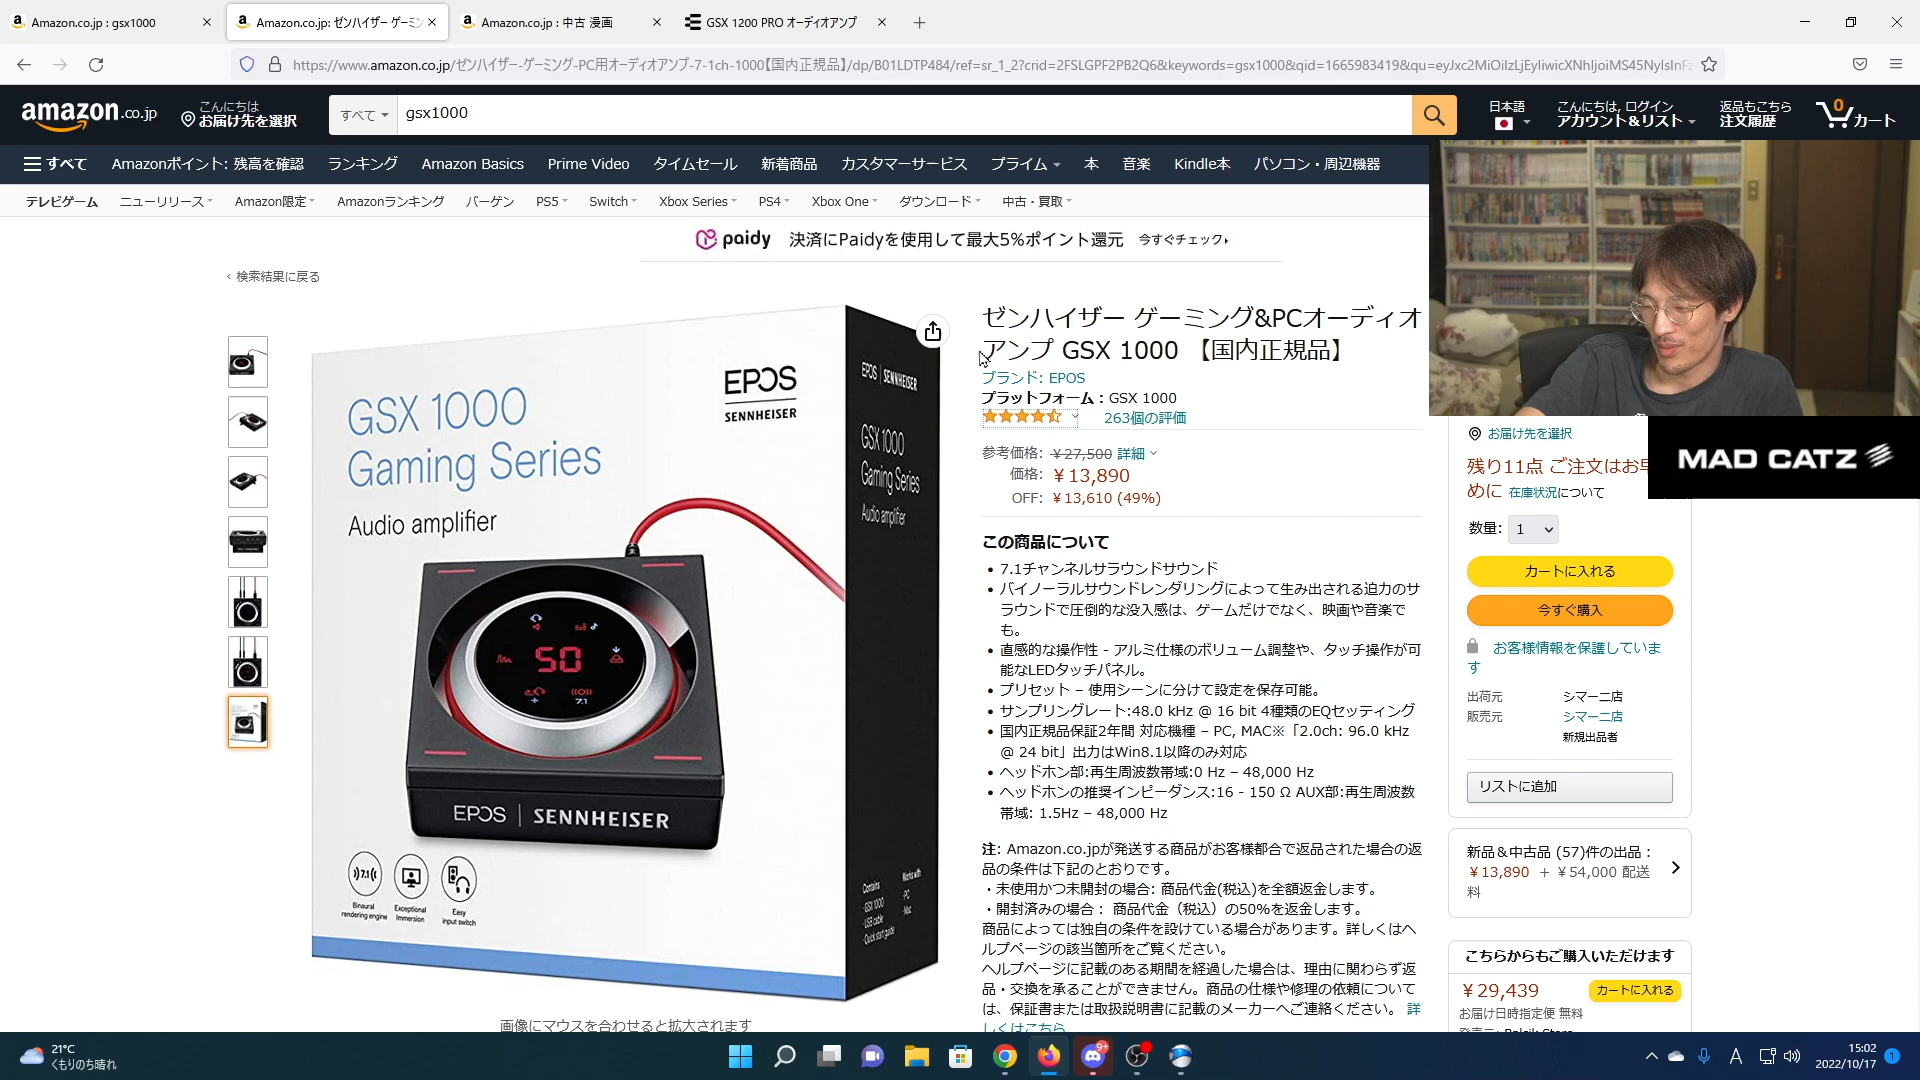 Amazon.co.jp : gsx1000
Amazon.co.jp: ゼンハイザー ゲーミン
Amazon.co.jp : 中古 漫画
GSX 1200 PRO オーディオアンプ
https://www.amazon.co.jp/ゼンハイザー-ゲーミング-PC用オーディオアンプ-7-1ch-1000【国内正規品】/dp/B01LDTP484/ref=sr_1_2?crid=2FSLGPF2PB2Q6&keywords=gsx1000&qid=1665983419&qu=
amazon.co.jp
こんにちは
お届け先を選択
すべて
gsx1000
日本語
こんにちは, ログイン
アカウント&リスト
返品もこちら
注文履歴
0
カート
すべて
Amazonポイント: 残高を確認
ランキング
Amazon Basics
Prime Video
タイムセール
新着商品
カスタマーサービス
プライム
本
音楽
Kindle本
パソコン・周辺機器
テレビゲーム
ニューリリース
Amazon限定
Amazonランキング
バーゲン
PS5
Switch
Xbox Series
PS4
Xbox One
ダウンロード
中古・買取
paidy 決済にPaidyを使用して最大5%ポイント還元 今すぐチェック
‹ 検索結果に戻る
GSX 1000
Gaming Series
Audio amplifier
EPOS
SENNHEISER
EPOS | SENNHEISER
GSX 1000
Gaming Series
Audio amplifier
50
7.1
EPOS | SENNHEISER
7.1
Binaural
rendering engine
Exceptional
Immersion
Easy
input switch
Contains
·GSX 1000
·USB cable
·Quick start guide
Works with
·PC
·Mac
画像にマウスを合わせると拡大されます
ゼンハイザー ゲーミング&PCオーディオ
アンプ GSX 1000 【国内正規品】
ブランド: EPOS
プラットフォーム : GSX 1000
263個の評価
参考価格: ￥27,500 詳細
価格: ￥13,890
OFF: ￥13,610 (49%)
この商品について
7.1チャンネルサラウンドサウンド
バイノーラルサウンドレンダリングによって生み出される迫力のサ
ラウンドで圧倒的な没入感は、ゲームだけでなく、映画や音楽で
も。
直感的な操作性 - アルミ仕様のボリューム調整や、タッチ操作が可
能なLEDタッチパネル。
プリセット – 使用シーンに分けて設定を保存可能。
サンプリングレート:48.0 kHz @ 16 bit 4種類のEQセッティング
国内正規品保証2年間 対応機種 – PC, MAC※「2.0ch: 96.0 kHz
@ 24 bit」出力はWin8.1以降のみ対応
ヘッドホン部:再生周波数帯域:0 Hz – 48,000 Hz
ヘッドホンの推奨インピーダンス:16 - 150 Ω AUX部:再生周波数
帯域: 1.5Hz – 48,000 Hz
注: Amazon.co.jpが発送する商品がお客様都合で返品された場合の返
品の条件は下記のとおりです。
・未使用かつ未開封の場合: 商品代金(税込)を全額返金します。
・開封済みの場合： 商品代金（税込）の50%を返金します。
商品によっては独自の条件を設けている場合があります。詳しくはヘ
ルプページの該当箇所をご覧ください。
ヘルプページに記載のある期間を経過した場合は、理由に関わらず返
品・交換を承ることができません。商品の仕様や修理の依頼について
は、保証書または取扱説明書に記載のメーカーへご連絡ください。 詳
しくはこちら
お届け先を選択
MAD CATZ
残り11点 ご注文はお早
めに 在庫状況について
数量: 1
カートに入れる
今すぐ購入
お客様情報を保護していま
す
出荷元 シマー二店
販売元 シマー二店
新規出品者
リストに追加
新品＆中古品 (57)件の出品：
￥13,890 + ￥54,000 配送
料
こちらからもご購入いただけます
￥29,439
カートに入れる
お届け日時指定便 無料
21°C
くもりのち晴れ
9+
A
15:02
2022/10/17
1